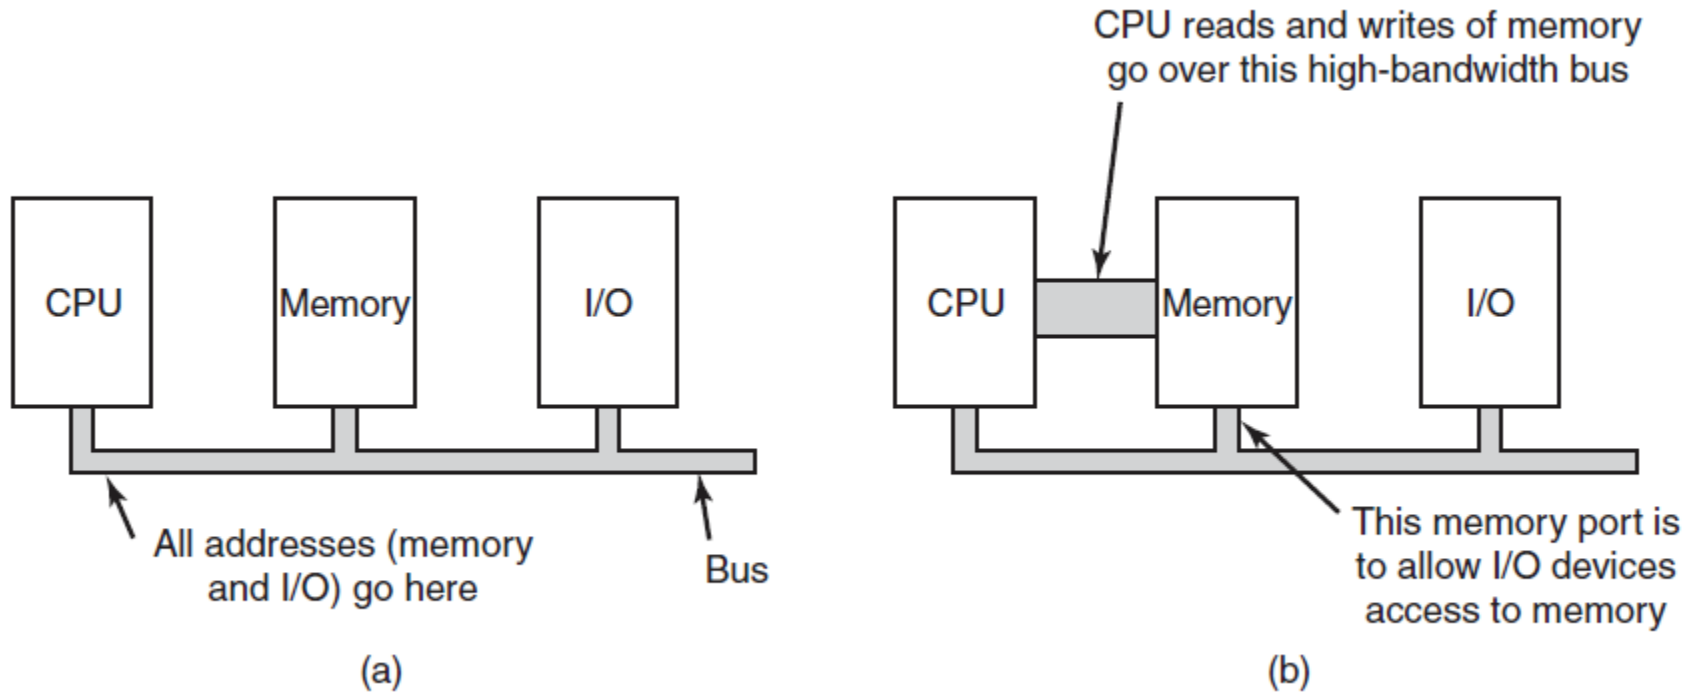 CPU reads and writes of memory
go over this high-bandwidth bus
CPU
Memory
I/O
CPU
Memory
I/O
All addresses (memory
and I/O) go here
Bus
This memory port is
to allow I/O devices
access to memory
(a)
(b)